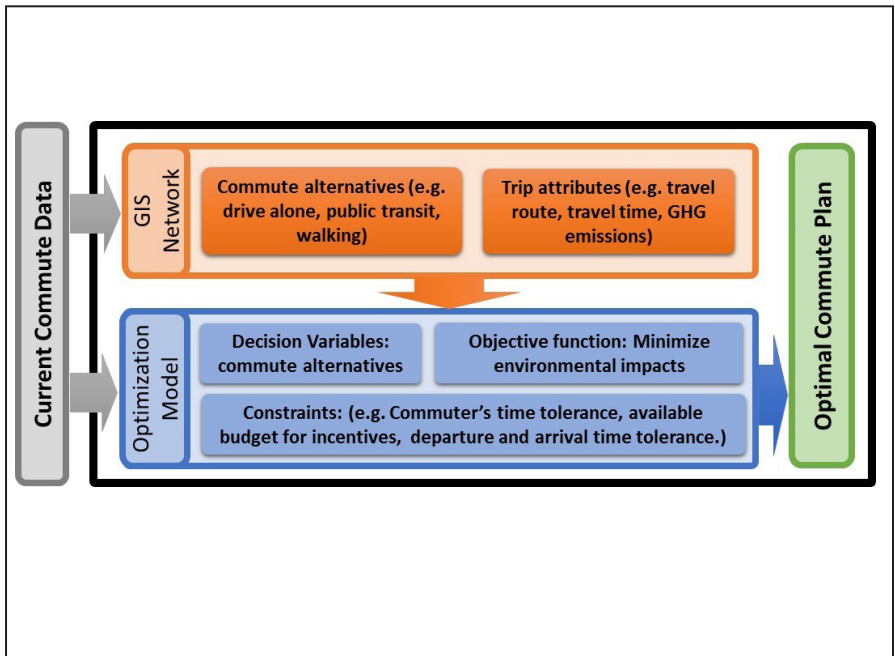 Current Commute Data
GIS
Network
Commute alternatives (e.g.
drive alone, public transit,
walking)
Trip attributes (e.g. travel
route, travel time, GHG
emissions)
Optimization
Model
Decision Variables:
commute alternatives
Objective function: Minimize
environmental impacts
Constraints: (e.g. Commuter’s time tolerance, available
budget for incentives, departure and arrival time tolerance.)
Optimal Commute Plan